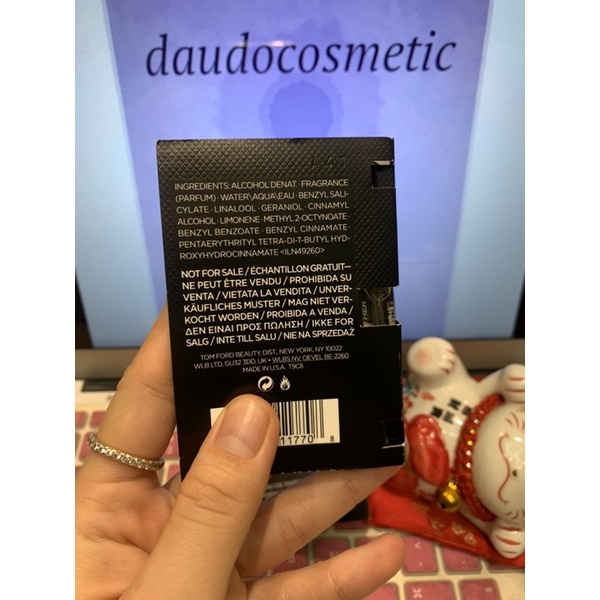 daudocosmetic
INGREDIENTS: ALCOHOL DENAT. · FRAGRANCE
(PARFUM) · WATER\AQUA\EAU · BENZYL SALI-
CYLATE · LINALOOL · GERANIOL · CINNAMYL
ALCOHOL · LIMONENE · METHYL 2-OCTYNOATE ·
BENZYL BENZOATE · BENZYL CINNAMATE ·
PENTAERYTHRITYL TETRA-DI-T-BUTYL HYD-
ROXYHYDROCINNAMATE <ILN49260>
NOT FOR SALE / ÉCHANTILLON GRATUIT—
NE PEUT ÊTRE VENDU / PROHIBIDA SU
VENTA / VIETATA LA VENDITA / UNVER-
KÄUFLICHES MUSTER / MAG NIET VER-
KOCHT WORDEN / PROIBIDA A VENDA /
ΔΕΝ ΕΙΝΑΙ ΠΡΟΣ ΠΩΛΗΣΗ / IKKE FOR
SALG / INTE TILL SALU / NIE NA SPRZEDAŻ
TOM FORD BEAUTY, DIST., NEW YORK, NY 10022
WLB LTD, GU32 3DD, UK · WLBS NV, OEVEL BE-2260
MADE IN U.S.A. T9C8
11770 8